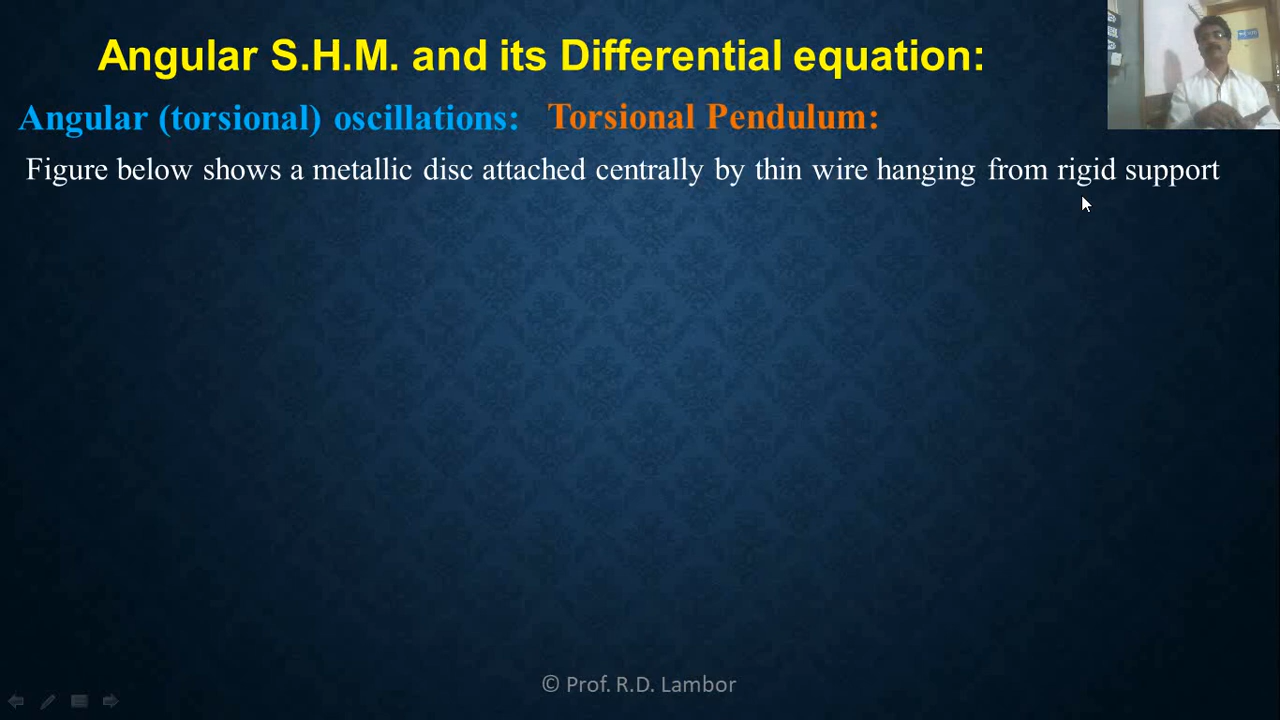 Angular S.H.M. and its Differential equation:
Angular (torsional) oscillations: Torsional Pendulum:
Figure below shows a metallic disc attached centrally by thin wire hanging from rigid support
© Prof. R.D. Lambor